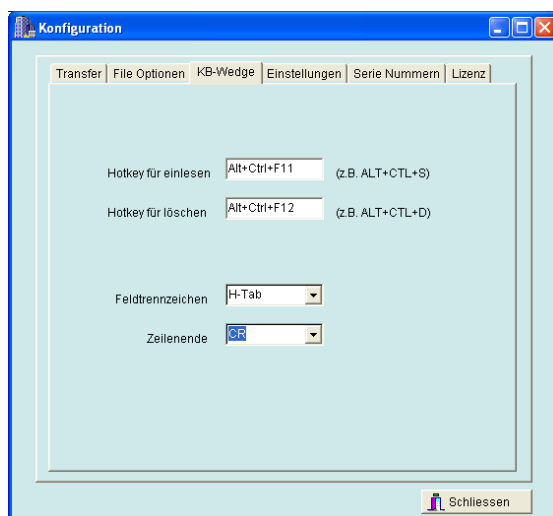 Konfiguration
Transfer File Optionen KB-Wedge Einstellungen Serie Nummern Lizenz
Hotkey für einlesen Alt+Ctrl+F11 (z.B. ALT+CTL+S)
Hotkey für löschen Alt+Ctrl+F12 (z.B. ALT+CTL+D)
Feldtrennzeichen H-Tab
Zeilenende CR
Schliessen